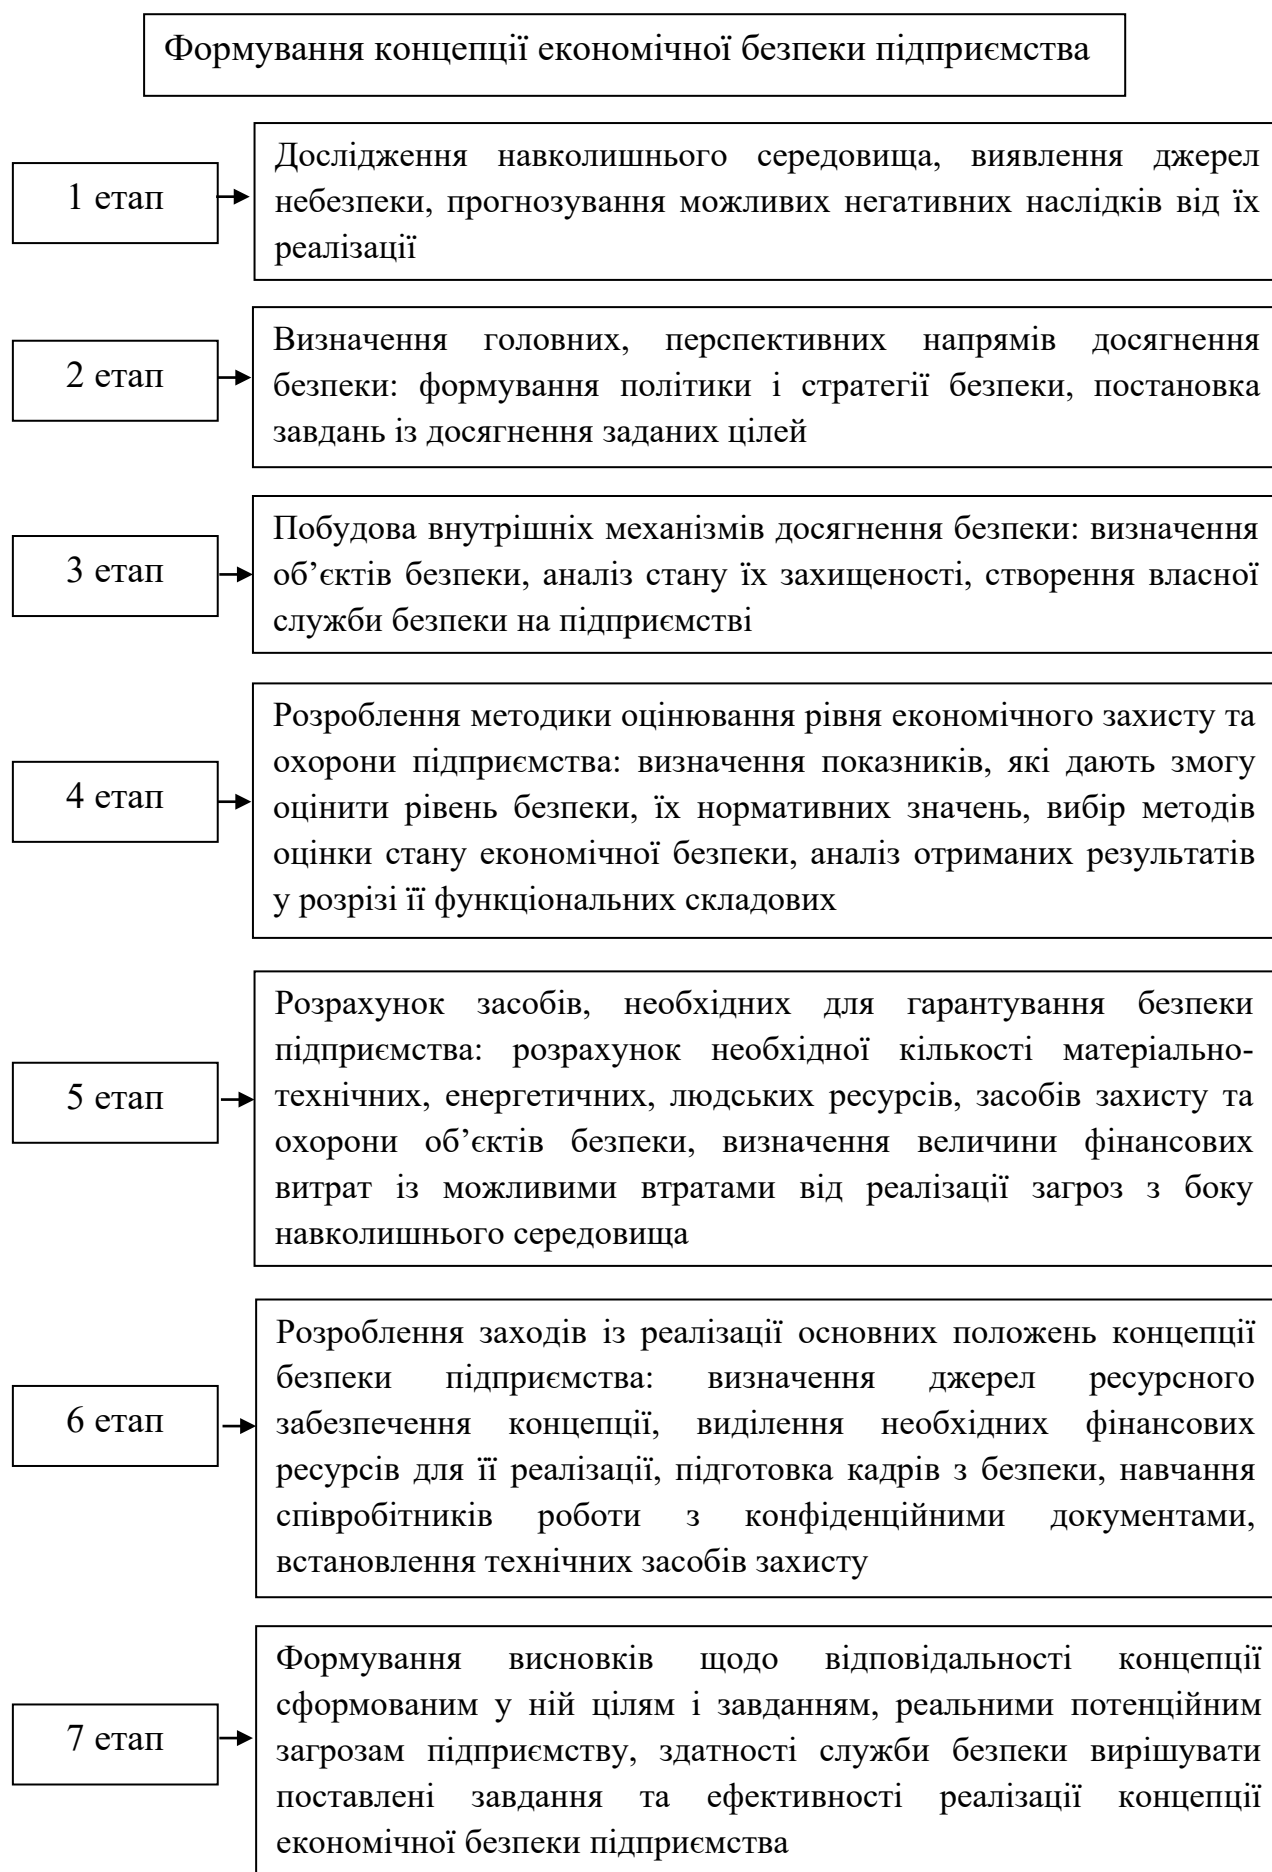 Формування концепції економічної безпеки підприємства
1 етап
Дослідження навколишнього середовища, виявлення джерел
небезпеки, прогнозування можливих негативних наслідків від їх
реалізації
2 етап
Визначення головних, перспективних напрямів досягнення
безпеки: формування політики і стратегії безпеки, постановка
завдань із досягнення заданих цілей
3 етап
Побудова внутрішніх механізмів досягнення безпеки: визначення
об’єктів безпеки, аналіз стану їх захищеності, створення власної
служби безпеки на підприємстві
4 етап
Розроблення методики оцінювання рівня економічного захисту та
охорони підприємства: визначення показників, які дають змогу
оцінити рівень безпеки, їх нормативних значень, вибір методів
оцінки стану економічної безпеки, аналіз отриманих результатів
у розрізі її функціональних складових
5 етап
Розрахунок засобів, необхідних для гарантування безпеки
підприємства: розрахунок необхідної кількості матеріально-
технічних, енергетичних, людських ресурсів, засобів захисту та
охорони об’єктів безпеки, визначення величини фінансових
витрат із можливими втратами від реалізації загроз з боку
навколишнього середовища
6 етап
Розроблення заходів із реалізації основних положень концепції
безпеки підприємства: визначення джерел ресурсного
забезпечення концепції, виділення необхідних фінансових
ресурсів для її реалізації, підготовка кадрів з безпеки, навчання
співробітників роботи з конфіденційними документами,
встановлення технічних засобів захисту
7 етап
Формування висновків щодо відповідальності концепції
сформованим у ній цілям і завданням, реальними потенційним
загрозам підприємству, здатності служби безпеки вирішувати
поставлені завдання та ефективності реалізації концепції
економічної безпеки підприємства